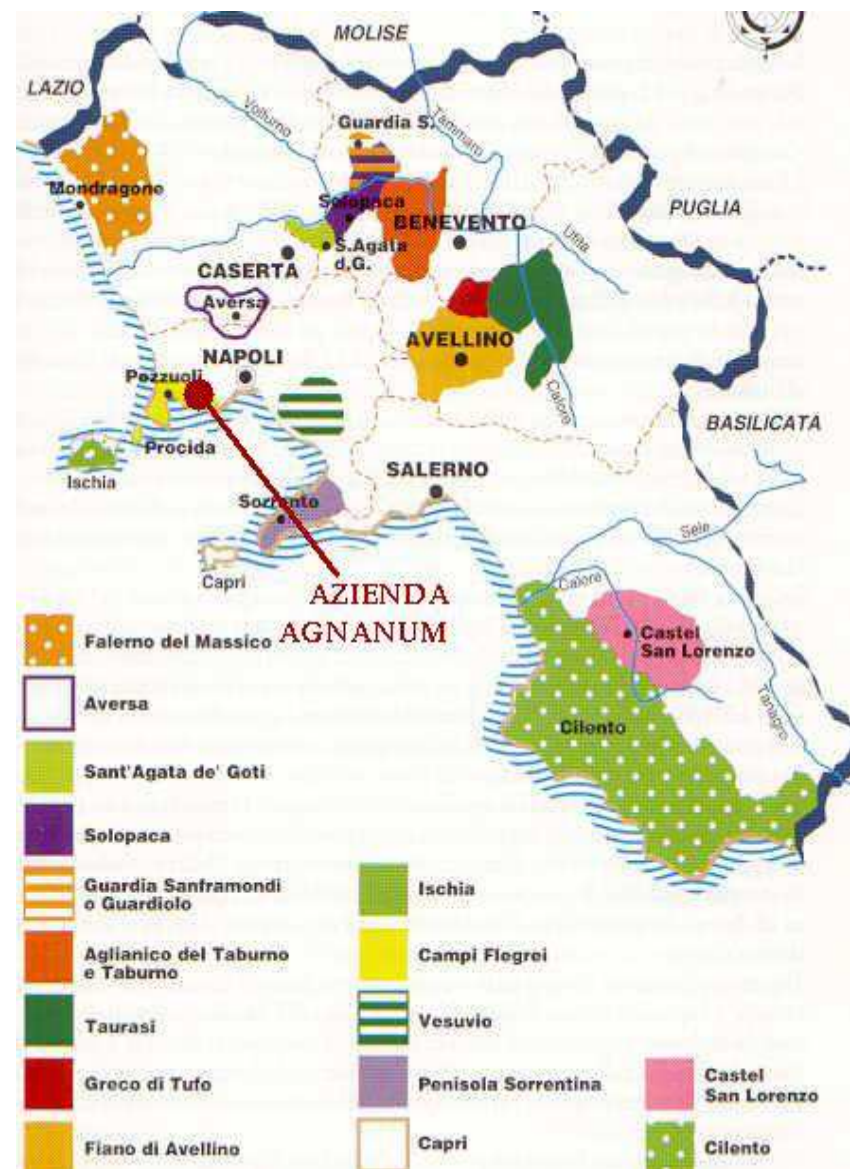 MOLISE
LAZIO
Volturno
Tammaro
Guardia S.
Mondragone
Solopaca
PUGLIA
BENEVENTO
Ufita
S.Agata
d.G.
CASERTA
Aversa
AVELLINO
NAPOLI
Pozzuoli
Calore
BASILICATA
Procida
Ischia
SALERNO
Sorrento
Sele
Capri
Calore
AZIENDA
AGNANUM
Castel
San Lorenzo
Tanagro
Cilento
Falerno del Massico
Aversa
Sant'Agata de' Goti
Solopaca
Guardia Sanframondi
o Guardiolo
Aglianico del Taburno
e Taburno
Taurasi
Greco di Tufo
Fiano di Avellino
Ischia
Campi Flegrei
Vesuvio
Penisola Sorrentina
Capri
Castel
San Lorenzo
Cilento